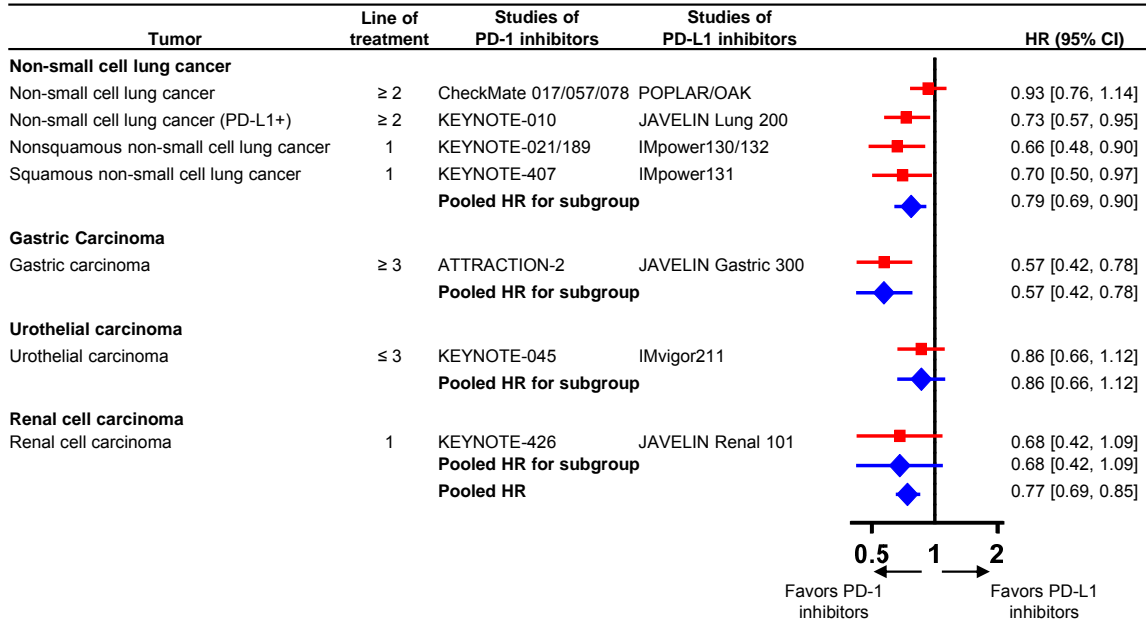 Tumor Line of treatment Studies of PD-1 inhibitors Studies of PD-L1 inhibitors HR (95% CI)
Non-small cell lung cancer
Non-small cell lung cancer ≥ 2 CheckMate 017/057/078 POPLAR/OAK 0.93 [0.76, 1.14]
Non-small cell lung cancer (PD-L1+) ≥ 2 KEYNOTE-010 JAVELIN Lung 200 0.73 [0.57, 0.95]
Nonsquamous non-small cell lung cancer 1 KEYNOTE-021/189 IMpower130/132 0.66 [0.48, 0.90]
Squamous non-small cell lung cancer 1 KEYNOTE-407 IMpower131 0.70 [0.50, 0.97]
Pooled HR for subgroup 0.79 [0.69, 0.90]
Gastric Carcinoma
Gastric carcinoma ≥ 3 ATTRACTION-2 JAVELIN Gastric 300 0.57 [0.42, 0.78]
Pooled HR for subgroup 0.57 [0.42, 0.78]
Urothelial carcinoma
Urothelial carcinoma ≤ 3 KEYNOTE-045 IMvigor211 0.86 [0.66, 1.12]
Pooled HR for subgroup 0.86 [0.66, 1.12]
Renal cell carcinoma
Renal cell carcinoma 1 KEYNOTE-426 JAVELIN Renal 101 0.68 [0.42, 1.09]
Pooled HR for subgroup 0.68 [0.42, 1.09]
Pooled HR 0.77 [0.69, 0.85]
0.5 1 2
Favors PD-1 inhibitors Favors PD-L1 inhibitors